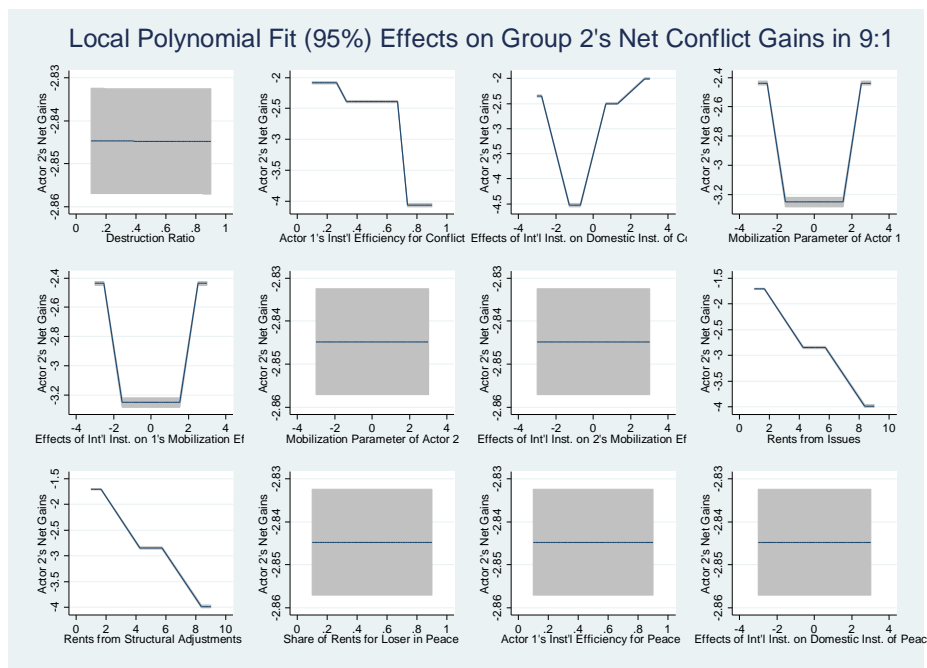 Local Polynomial Fit (95%) Effects on Group 2's Net Conflict Gains in 9:1
Actor 2's Net Gains
-2.83
-2.84
-2.85
-2.86
0 .2 .4 .6 .8 1
Destruction Ratio
Actor 2's Net Gains
-2
-2.5
-3
-3.5
-4
0 .2 .4 .6 .8 1
Actor 1's Inst'l Efficiency for Conflict
Actor 2's Net Gains
-2
-2.5
-3
-3.5
-4
-4.5
-4 -2 0 2 4
Effects of Int'l Inst. on Domestic Inst. of Co
Actor 2's Net Gains
-2.4
-2.6
-2.8
-3
-3.2
-4 -2 0 2 4
Mobilization Parameter of Actor 1
Actor 2's Net Gains
-2.4
-2.6
-2.8
-3
-3.2
-4 -2 0 2 4
Effects of Int'l Inst. on 1's Mobilization Ef
Actor 2's Net Gains
-2.83
-2.84
-2.85
-2.86
-4 -2 0 2 4
Mobilization Parameter of Actor 2
Actor 2's Net Gains
-2.83
-2.84
-2.85
-2.86
-4 -2 0 2 4
Effects of Int'l Inst. on 2's Mobilization Ef
Actor 2's Net Gains
-1.5
-2
-2.5
-3
-3.5
-4
0 2 4 6 8 10
Rents from Issues
Actor 2's Net Gains
-1.5
-2
-2.5
-3
-3.5
-4
0 2 4 6 8 10
Rents from Structural Adjustments
Actor 2's Net Gains
-2.83
-2.84
-2.85
-2.86
0 .2 .4 .6 .8 1
Share of Rents for Loser in Peace
Actor 2's Net Gains
-2.83
-2.84
-2.85
-2.86
0 .2 .4 .6 .8 1
Actor 1's Inst'l Efficiency for Peace
Actor 2's Net Gains
-2.83
-2.84
-2.85
-2.86
-4 -2 0 2 4
Effects of Int'l Inst. on Domestic Inst. of Peac